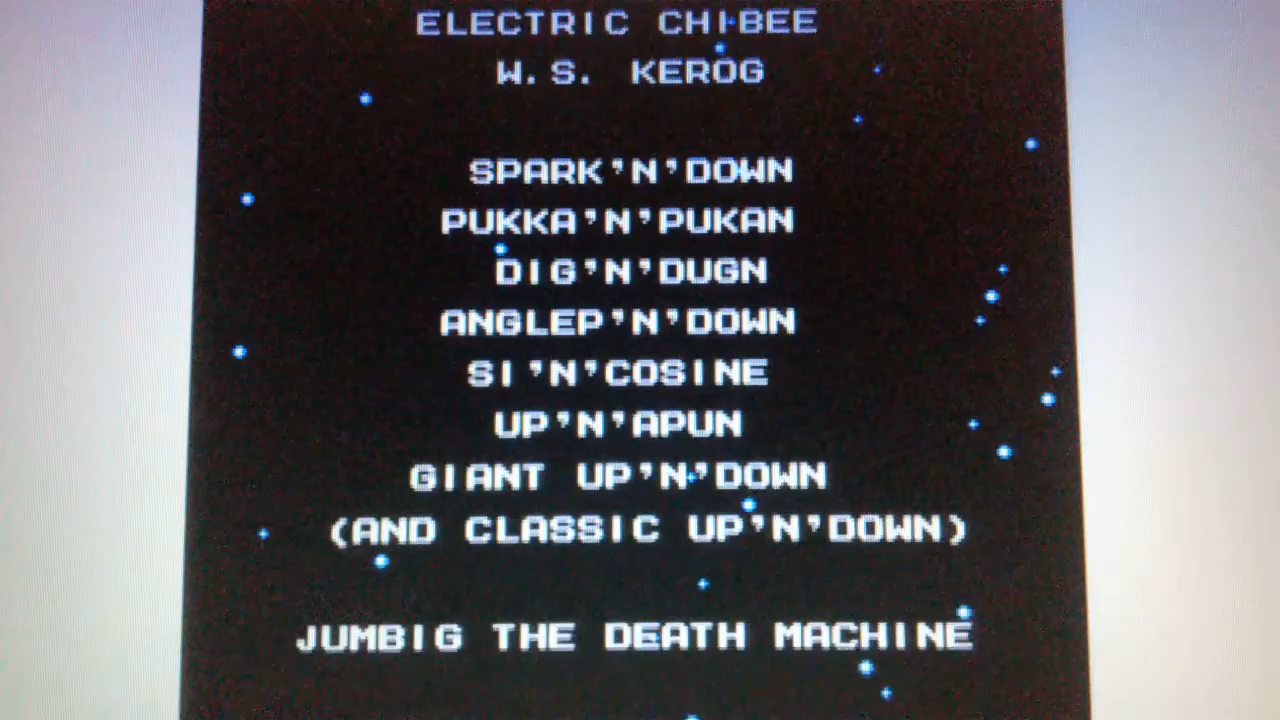 ELECTRIC CHIBEE
W.S. KEROG
SPARK'N'DOWN
PUKKA'N'PUKAN
DIG'N'DUGN
ANGLEP'N'DOWN
SI'N'COSINE
UP'N'APUN
GIANT UP'N'DOWN
(AND CLASSIC UP'N'DOWN)
JUMBIG THE DEATH MACHINE